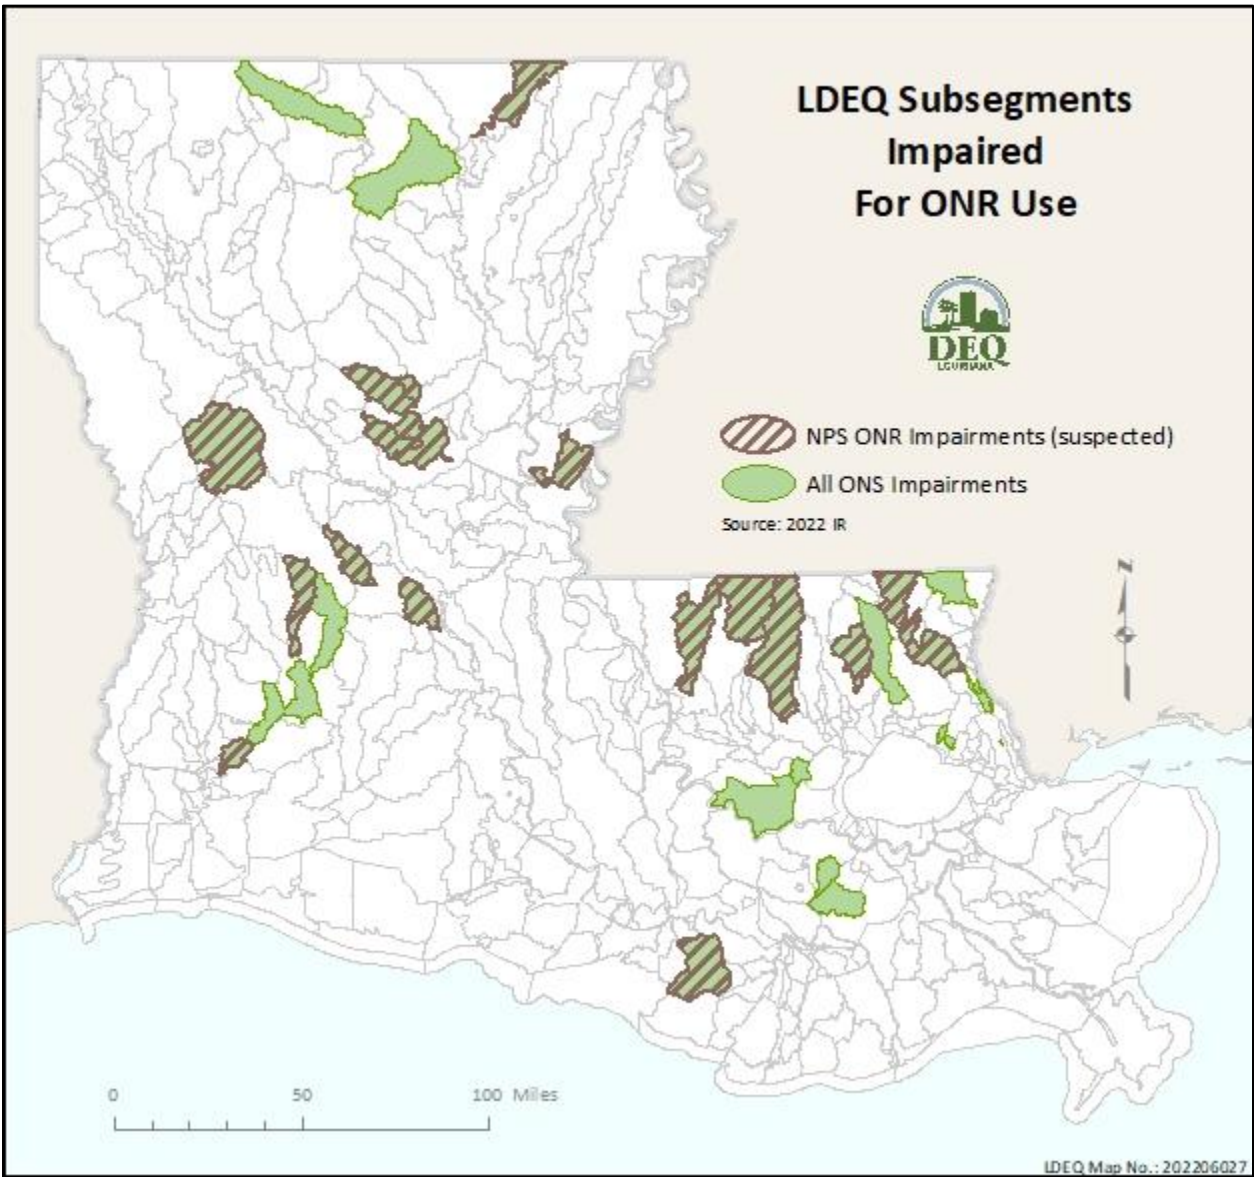 LDEQ Subsegments
Impaired
For ONR Use
DEQ
LOUISIANA
NPS ONR Impairments (suspected)
All ONS Impairments
Source: 2022 IR
N
0 50 100 Miles
LDEQ Map No.: 202206027